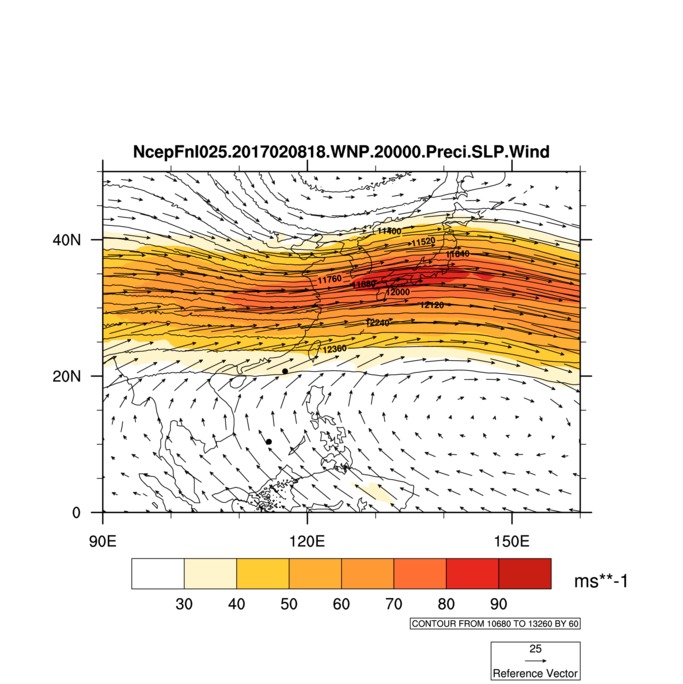 NcepFnl025.2017020818.WNP.20000.Preci.SLP.Wind
11400
40N
11520
11640
11760
11880
12000
12120
12240
12360
20N
0
90E 120E 150E
ms**-1
30 40 50 60 70 80 90
CONTOUR FROM 10680 TO 13260 BY 60
25
Reference Vector